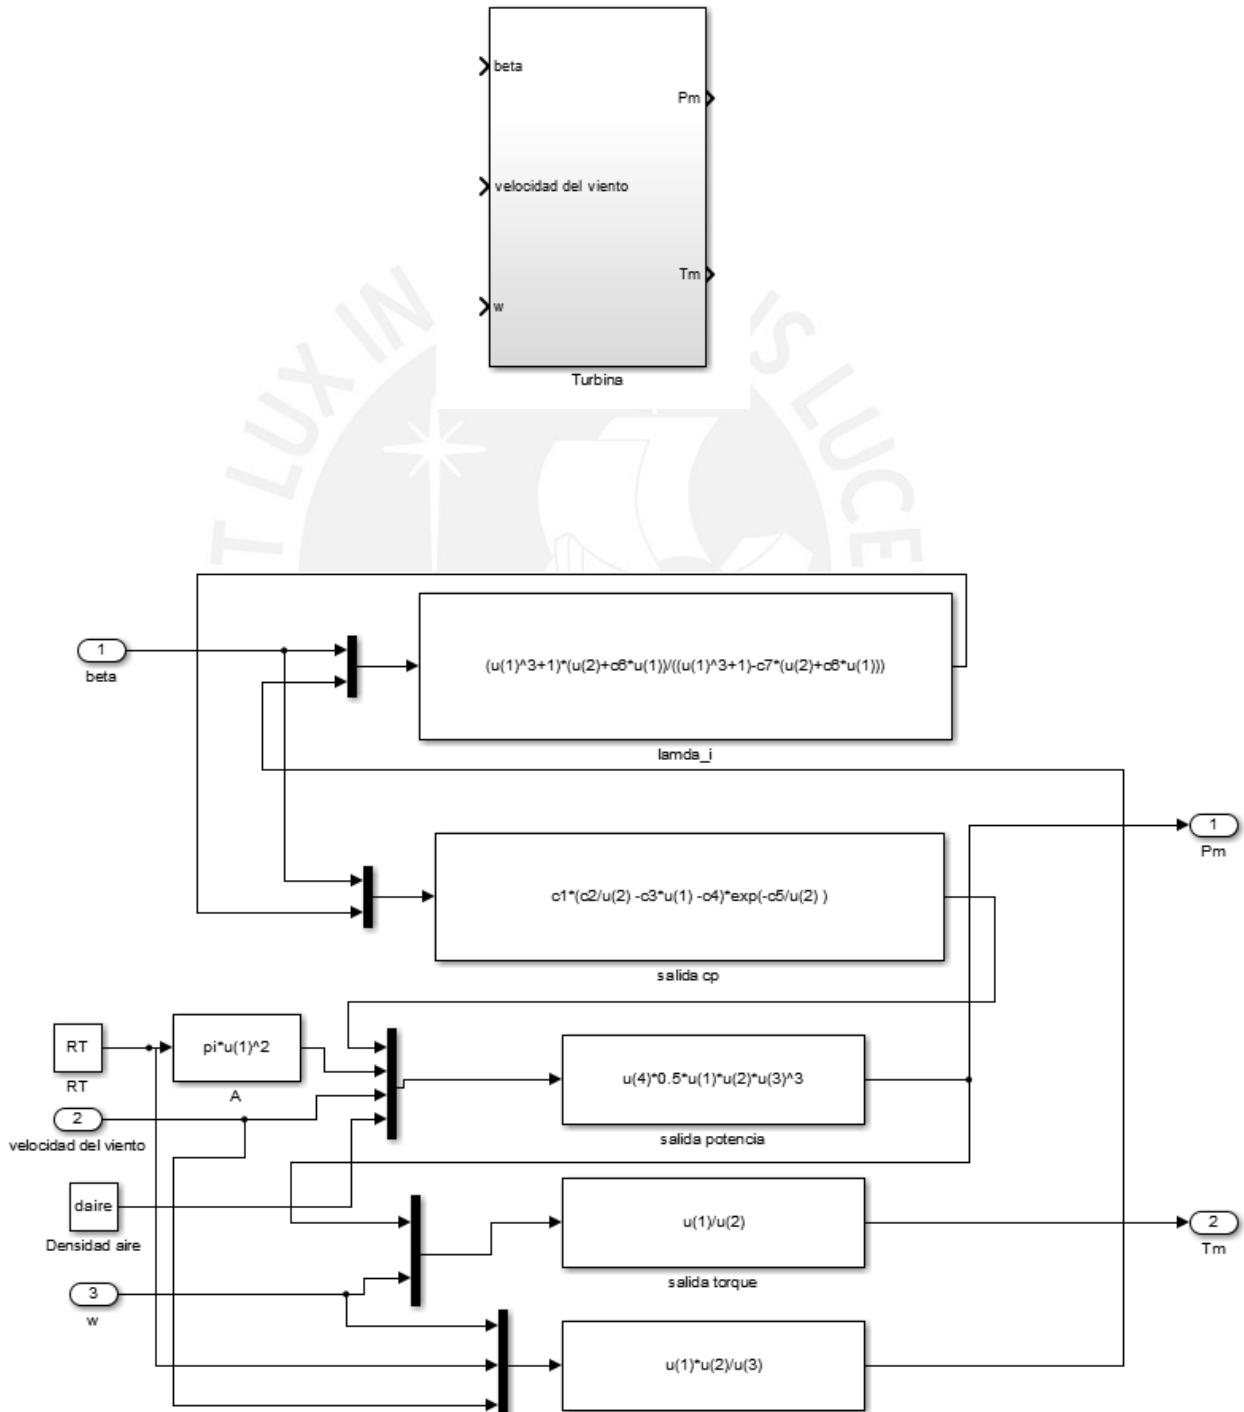 beta
Pm
velocidad del viento
Tm
w
Turbina
T LUX IN
S LUCE
1
beta
(u(1)^3+1)*(u(2)+c6*u(1))/((u(1)^3+1)-c7*(u(2)+c6*u(1)))
lamda_i
1
Pm
c1*(c2/u(2) -c3*u(1) -c4)*exp(-c5/u(2) )
salida cp
RT
RT
pi*u(1)^2
A
u(4)*0.5*u(1)*u(2)*u(3)^3
salida potencia
2
velocidad del viento
daire
Densidad aire
u(1)/u(2)
salida torque
2
Tm
3
w
u(1)*u(2)/u(3)